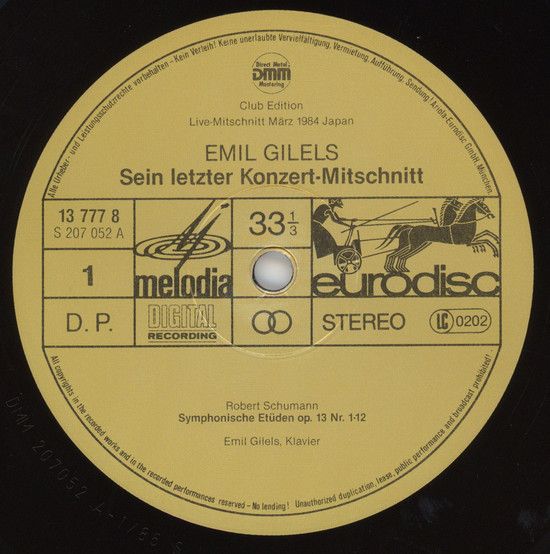 Alle Urheber- und Leistungsschutzrechte vorbehalten - Kein Verleih! Keine unerlaubte Vervielfältigung, Vermietung, Aufführung, Sendung! Ariola-Eurodisc GmbH, München.
Direct Metal
DMM
Mastering
Club Edition
Live-Mitschnitt März 1984 Japan
EMIL GILELS
Sein letzter Konzert-Mitschnitt
13 777 8
S 207 052 A
33 1/3
1
melodia
eurodisc
D. P.
DIGITAL
RECORDING
STEREO
LC 0202
Robert Schumann
Symphonische Etüden op. 13 Nr. 1-12
Emil Gilels, Klavier
All copyrights in the recorded works and in the recorded performances reserved - No lending! Unauthorized duplication, lease, public performance and broadcast prohibited!